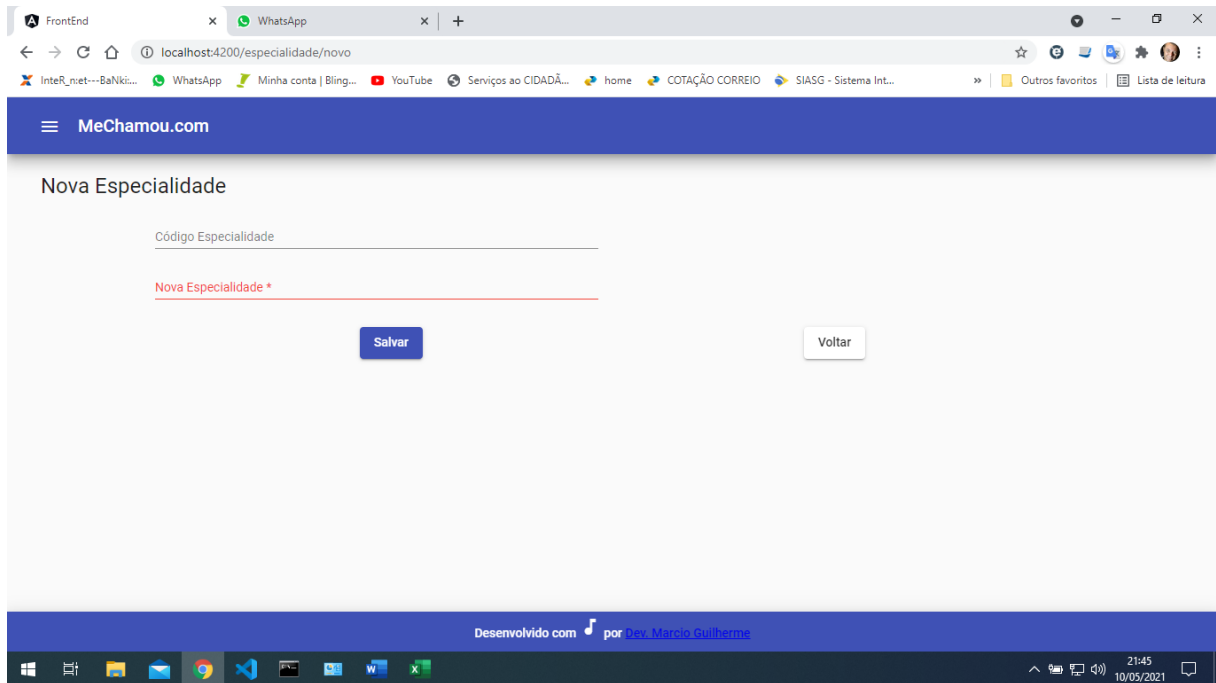 FrontEnd
WhatsApp
localhost:4200/especialidade/novo
InteR_n:et---BaNki:... WhatsApp Minha conta | Bling... YouTube Serviços ao CIDADÃ... home COTAÇÃO CORREIO SIASG - Sistema Int... » Outros favoritos Lista de leitura
MeChamou.com
Nova Especialidade
Código Especialidade
Nova Especialidade *
Salvar Voltar
Desenvolvido com por Dev. Marcio Guilherme
21:45
10/05/2021